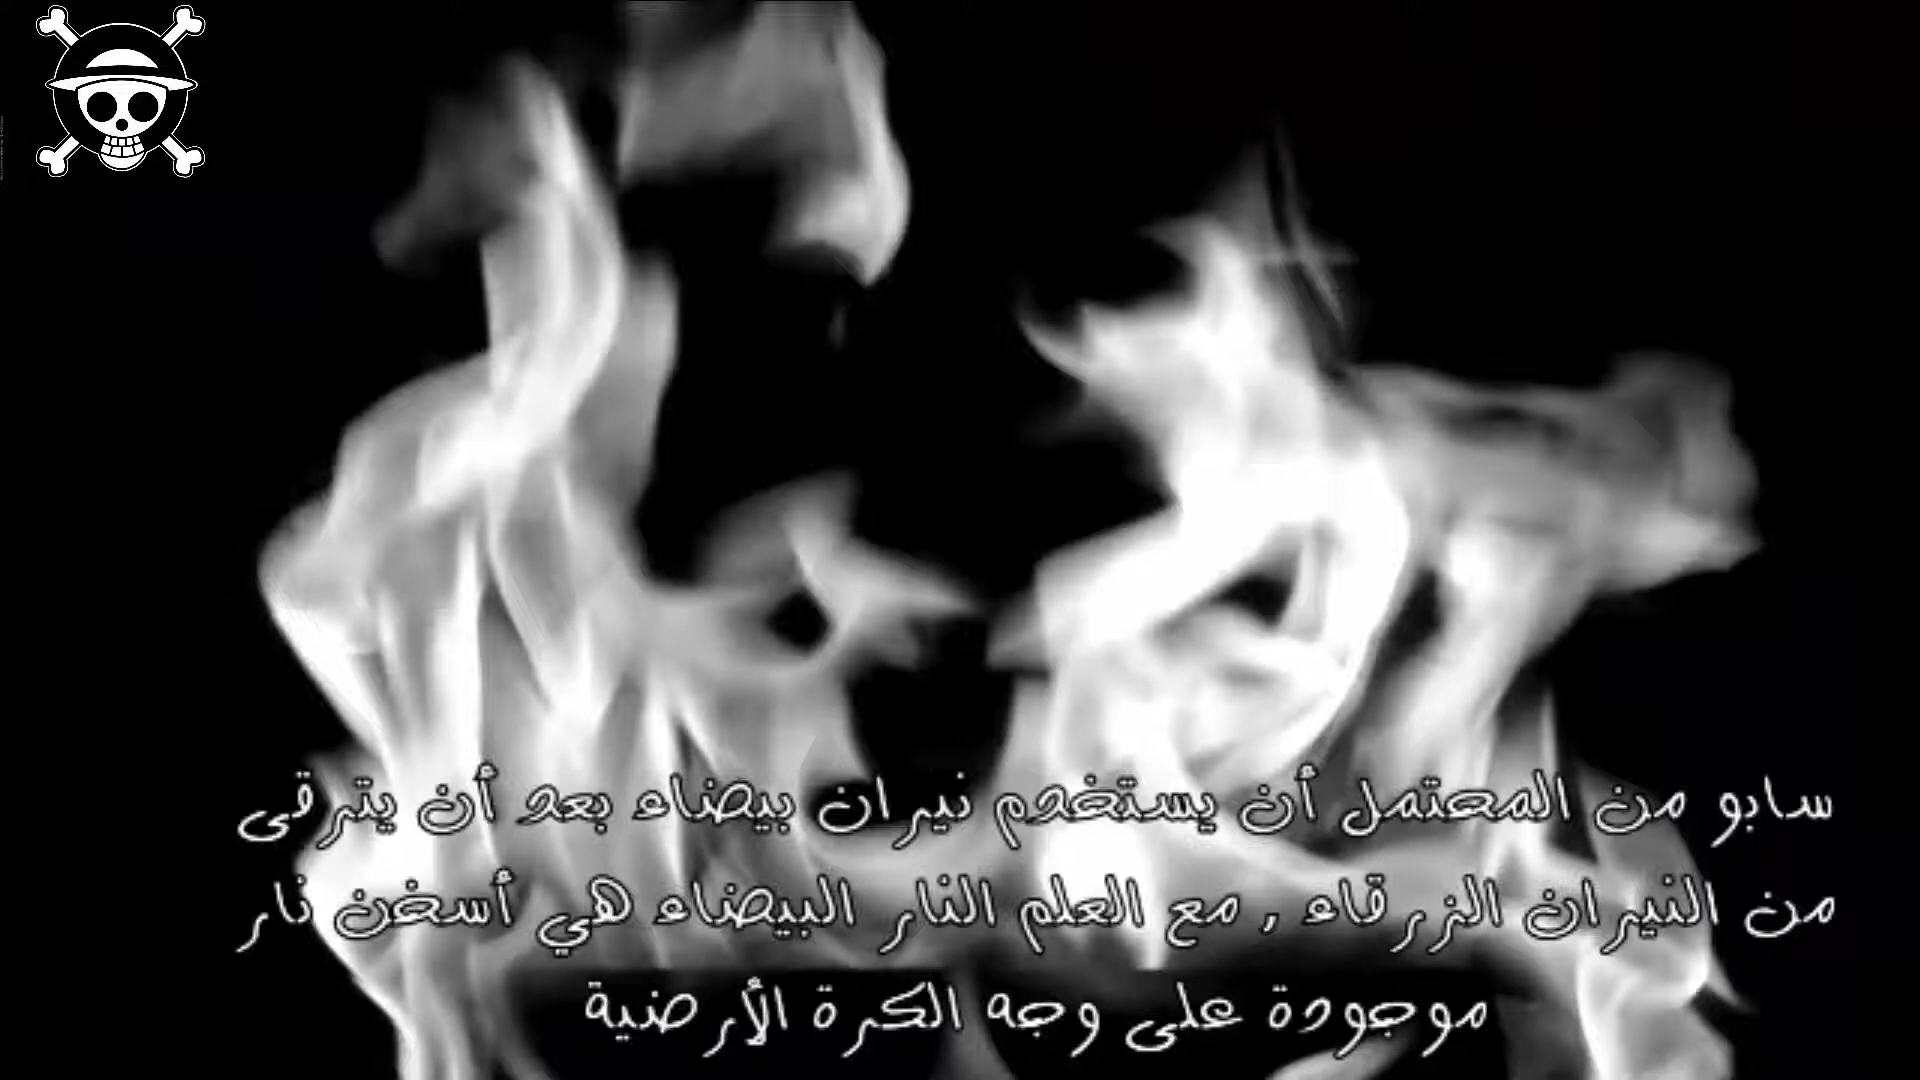 سابو من المحتمل أن يستخدم نيران بيضاء بعد أن يترقى
من النيران الزرقاء , مع العلم النار البيضاء هي أسخن نار
موجودة على وجه الكرة الأرضية